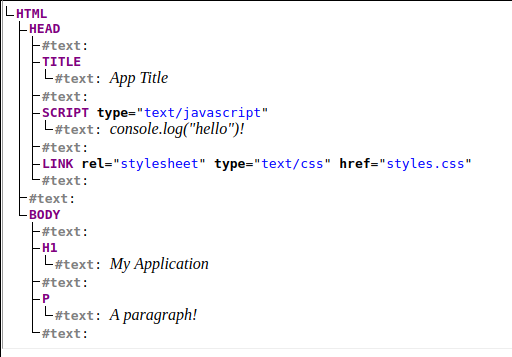 HTML
HEAD
#text:
TITLE
#text: App Title
#text:
SCRIPT type="text/javascript"
#text: console.log("hello")!
#text:
LINK rel="stylesheet" type="text/css" href="styles.css"
#text:
#text:
BODY
#text:
H1
#text: My Application
#text:
P
#text: A paragraph!
#text: